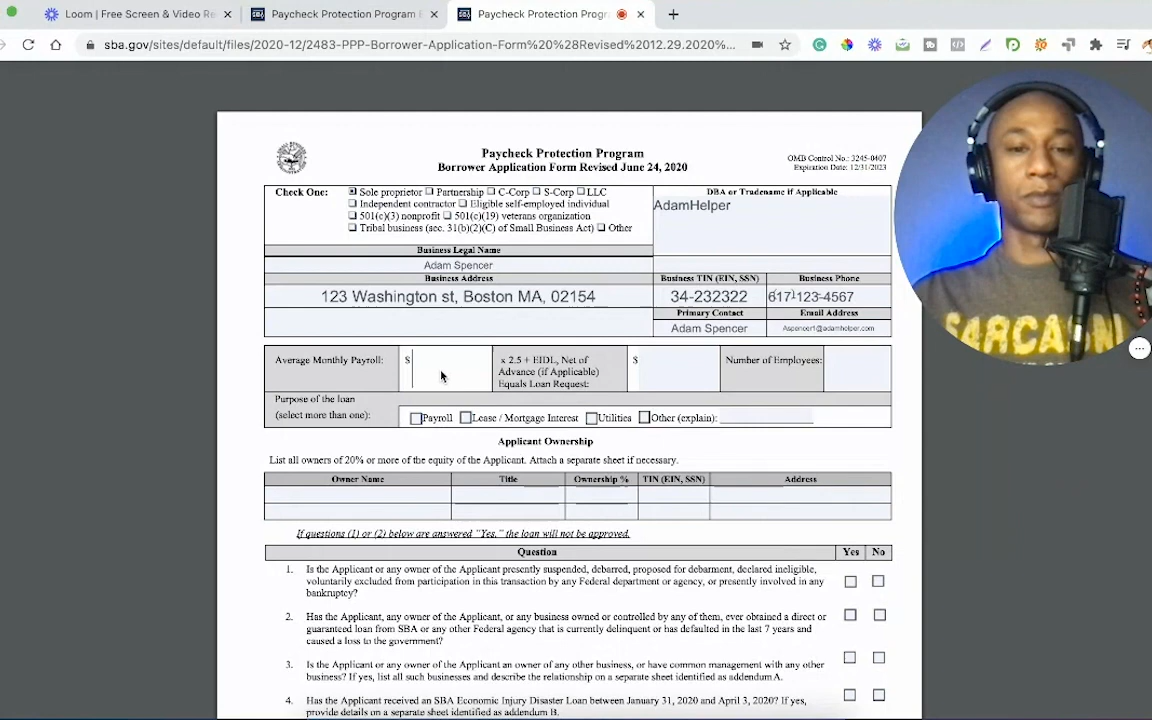 Loom | Free Screen & Video Re
Paycheck Protection Program B
Paycheck Protection Progr
sba.gov/sites/default/files/2020-12/2483-PPP-Borrower-Application-Form%20%28Revised%2012.29.2020%...
Paycheck Protection Program
Borrower Application Form Revised June 24, 2020
OMB Control No.: 3245-0407
Expiration Date: 12/31/2023
Check One:
Sole proprietor Partnership C-Corp S-Corp LLC
Independent contractor Eligible self-employed individual
501(c)(3) nonprofit 501(c)(19) veterans organization
Tribal business (sec. 31(b)(2)(C) of Small Business Act) Other
DBA or Tradename if Applicable
AdamHelper
Business Legal Name
Adam Spencer
Business Address
Business TIN (EIN, SSN)
Business Phone
123 Washington st, Boston MA, 02154
34-232322
617-123-4567
Primary Contact
Email Address
Adam Spencer
Aspencer1@adamhelper.com
Average Monthly Payroll:
$
x 2.5 + EIDL, Net of
Advance (if Applicable)
Equals Loan Request:
$
Number of Employees:
Purpose of the loan
(select more than one):
Payroll Lease / Mortgage Interest Utilities Other (explain):
Applicant Ownership
List all owners of 20% or more of the equity of the Applicant. Attach a separate sheet if necessary.
Owner Name Title Ownership % TIN (EIN, SSN) Address
If questions (1) or (2) below are answered "Yes," the loan will not be approved.
Question Yes No
1. Is the Applicant or any owner of the Applicant presently suspended, debarred, proposed for debarment, declared ineligible,
voluntarily excluded from participation in this transaction by any Federal department or agency, or presently involved in any
bankruptcy?
2. Has the Applicant, any owner of the Applicant, or any business owned or controlled by any of them, ever obtained a direct or
guaranteed loan from SBA or any other Federal agency that is currently delinquent or has defaulted in the last 7 years and
caused a loss to the government?
3. Is the Applicant or any owner of the Applicant an owner of any other business, or have common management with any other
business? If yes, list all such businesses and describe the relationship on a separate sheet identified as addendum A.
4. Has the Applicant received an SBA Economic Injury Disaster Loan between January 31, 2020 and April 3, 2020? If yes,
provide details on a separate sheet identified as addendum B.
SARCASM